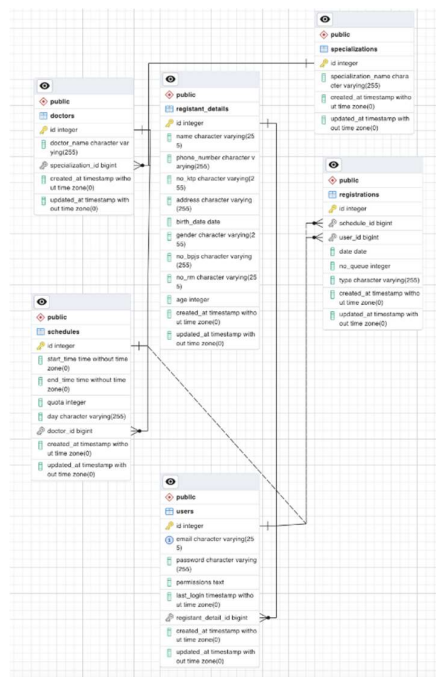 public
specializations
id integer
specialization_name chara
cter varying(255)
created_at timestamp witho
ut time zone(0)
updated_at timestamp with
out time zone(0)
public
doctors
id integer
doctor_name character var
ying(255)
specialization_id bigint
created_at timestamp witho
ut time zone(0)
updated_at timestamp with
out time zone(0)
public
registant_details
id integer
name character varying(25
5)
phone_number character v
arying(255)
no_ktp character varying(2
55)
address character varying
(255)
birth_date date
gender character varying(2
55)
no_bpjs character varying
(255)
no_rm character varying(25
5)
age integer
created_at timestamp witho
ut time zone(0)
updated_at timestamp with
out time zone(0)
public
registrations
id integer
schedule_id bigint
user_id bigint
date date
no_queue integer
type character varying(255)
created_at timestamp witho
ut time zone(0)
updated_at timestamp with
out time zone(0)
public
schedules
id integer
start_time time without time
zone(0)
end_time time without time
zone(0)
quota integer
day character varying(255)
doctor_id bigint
created_at timestamp witho
ut time zone(0)
updated_at timestamp with
out time zone(0)
public
users
id integer
email character varying(25
5)
password character varying
(255)
permissions text
last_login timestamp witho
ut time zone(0)
registant_detail_id bigint
created_at timestamp witho
ut time zone(0)
updated_at timestamp with
out time zone(0)